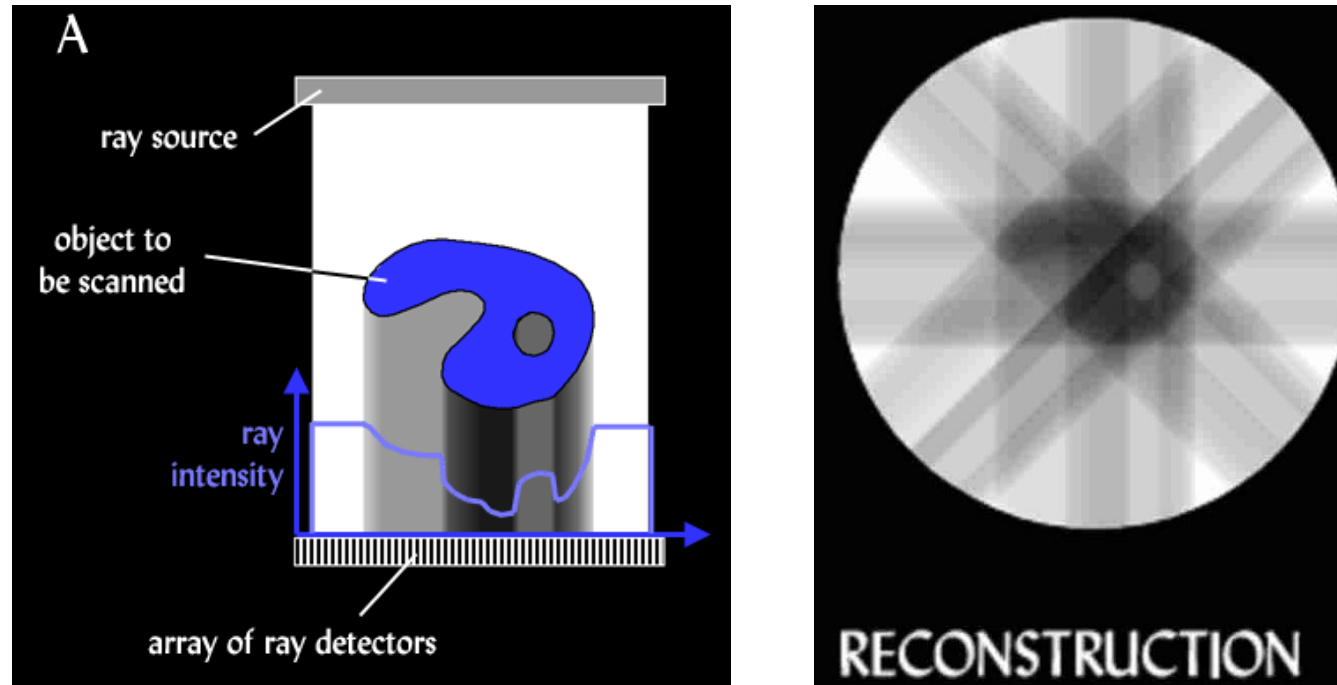 A
ray source
object to
be scanned
ray
intensity
array of ray detectors
RECONSTRUCTION